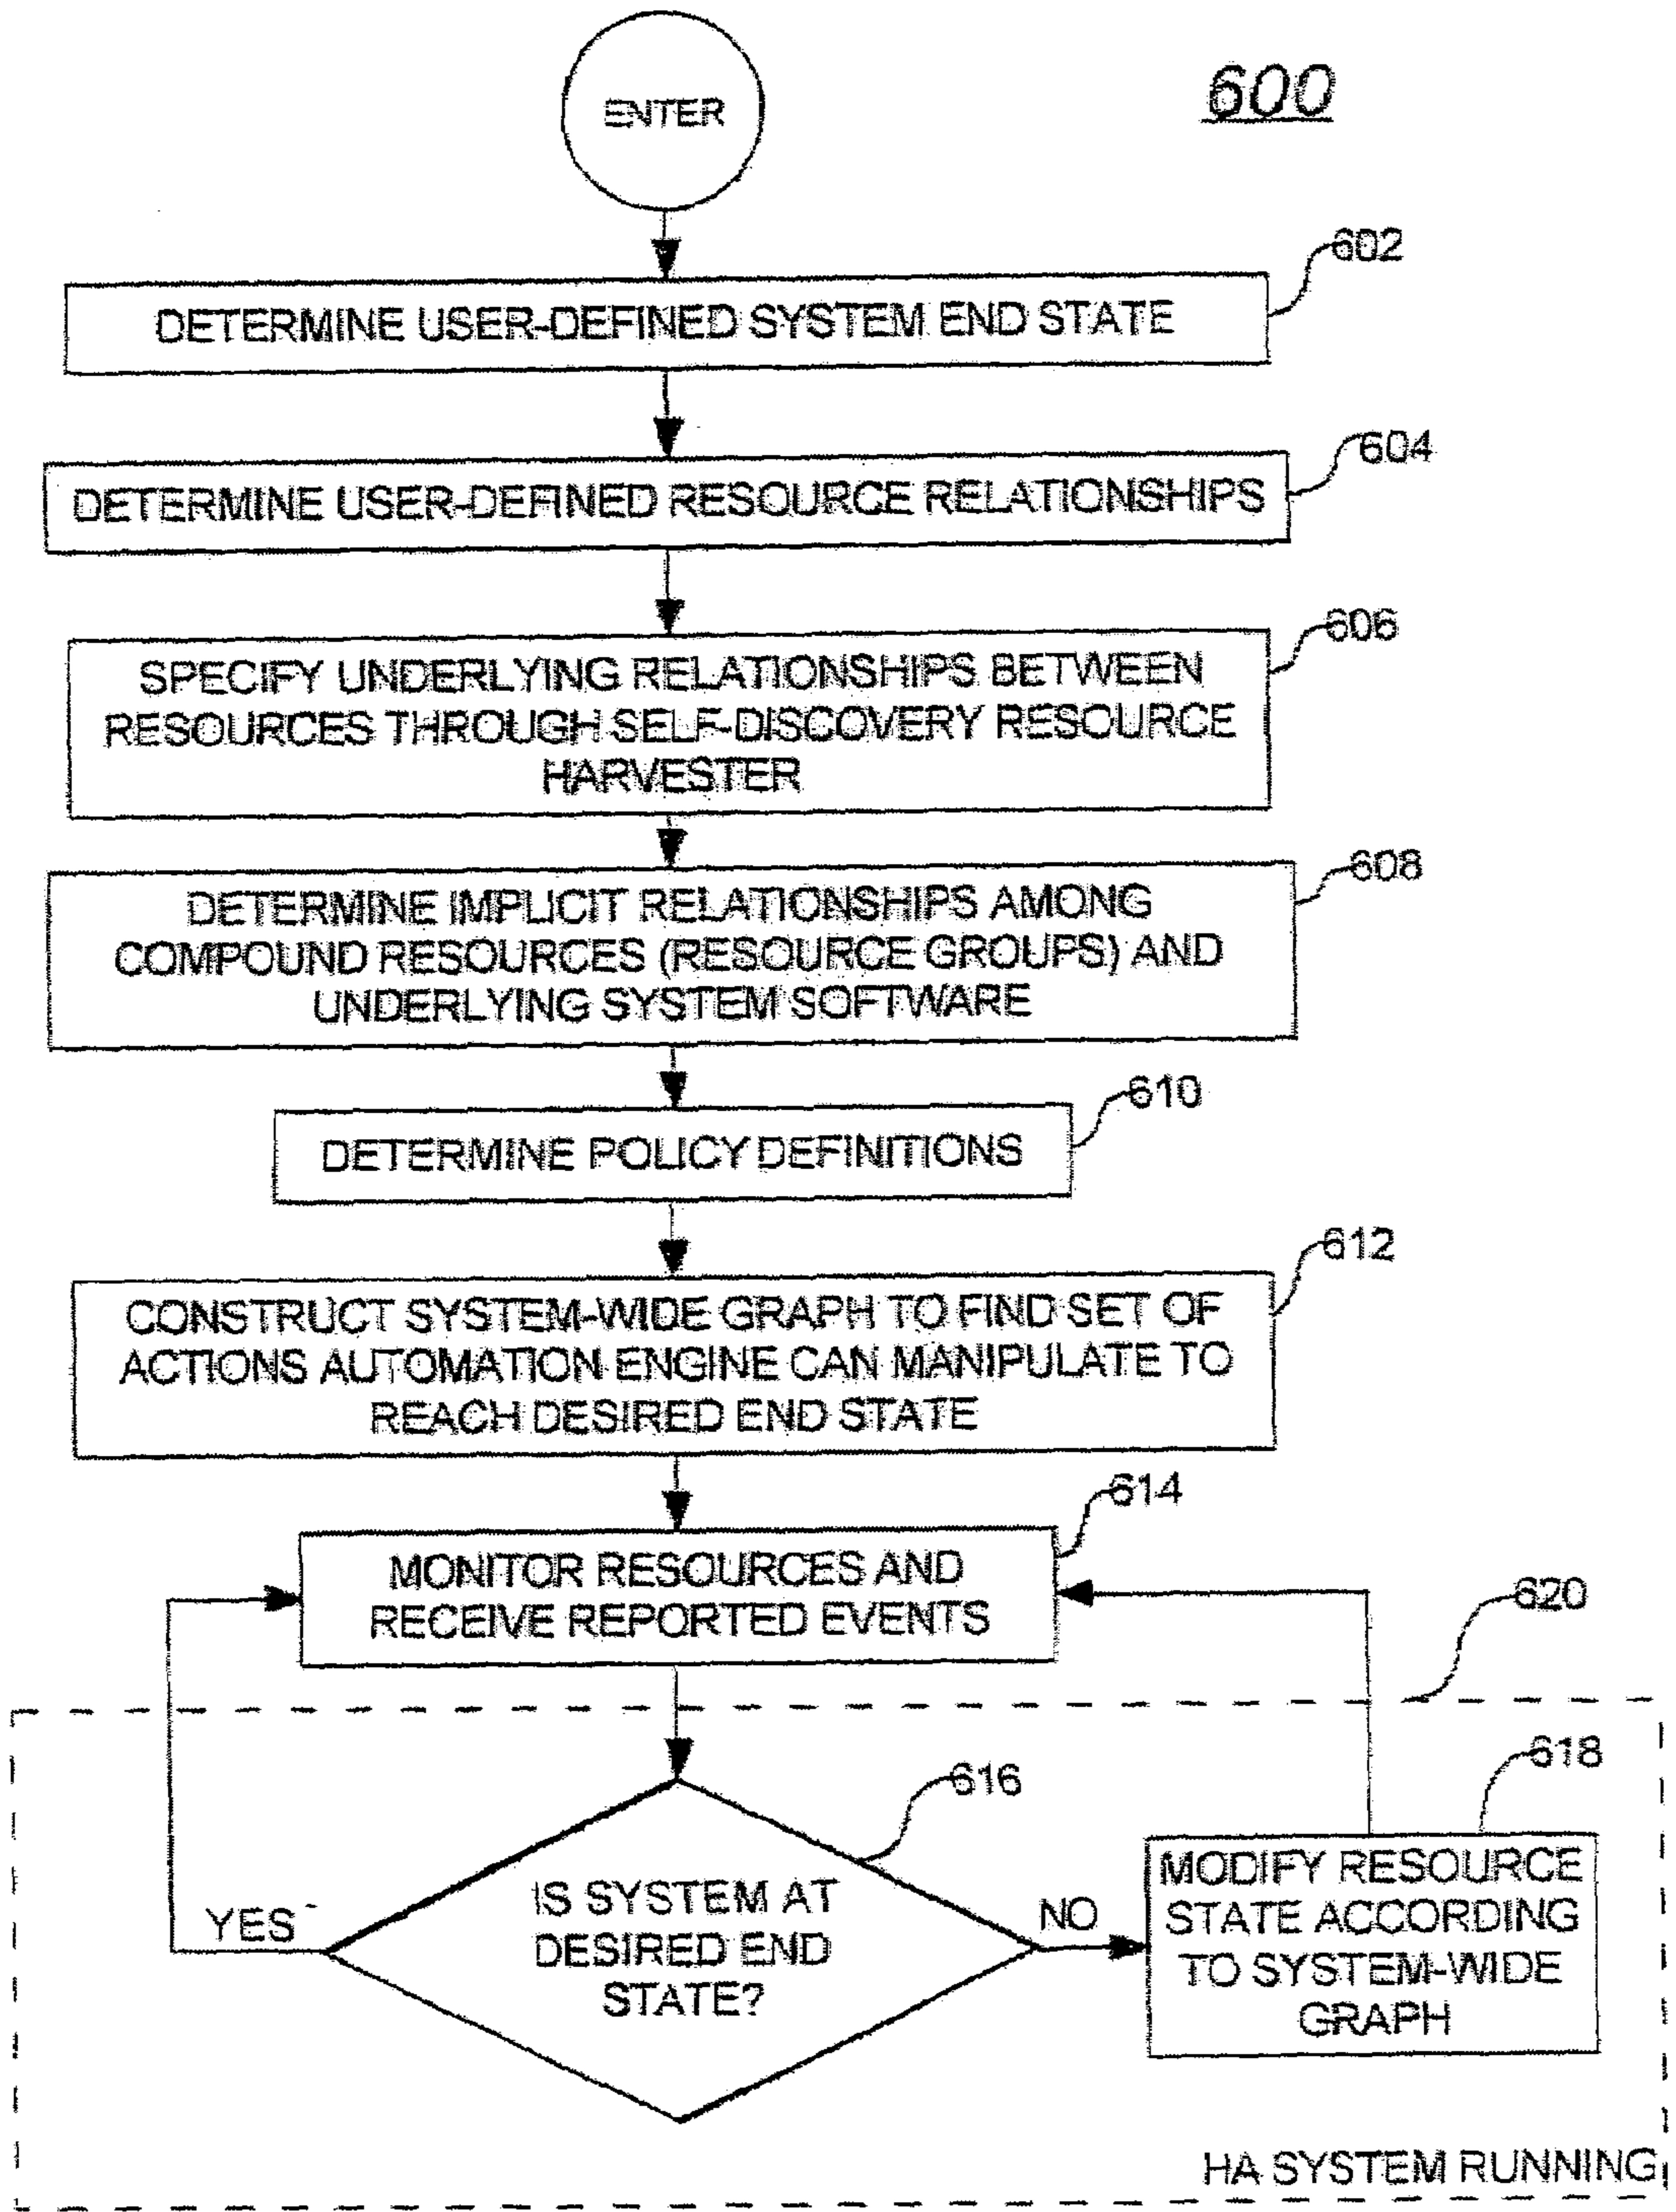 ENTER
600
602
DETERMINE USER-DEFINED SYSTEM END STATE
604
DETERMINE USER-DEFINED RESOURCE RELATIONSHIPS
606
SPECIFY UNDERLYING RELATIONSHIPS BETWEEN
RESOURCES THROUGH SELF-DISCOVERY RESOURCE
HARVESTER
608
DETERMINE IMPLICIT RELATIONSHIPS AMONG
COMPOUND RESOURCES (RESOURCE GROUPS) AND
UNDERLYING SYSTEM SOFTWARE
610
DETERMINE POLICY DEFINITIONS
612
CONSTRUCT SYSTEM-WIDE GRAPH TO FIND SET OF
ACTIONS AUTOMATION ENGINE CAN MANIPULATE TO
REACH DESIRED END STATE
614
MONITOR RESOURCES AND
RECEIVE REPORTED EVENTS
620
616
618
IS SYSTEM AT
DESIRED END
STATE?
YES
NO
MODIFY RESOURCE
STATE ACCORDING
TO SYSTEM-WIDE
GRAPH
HA SYSTEM RUNNING